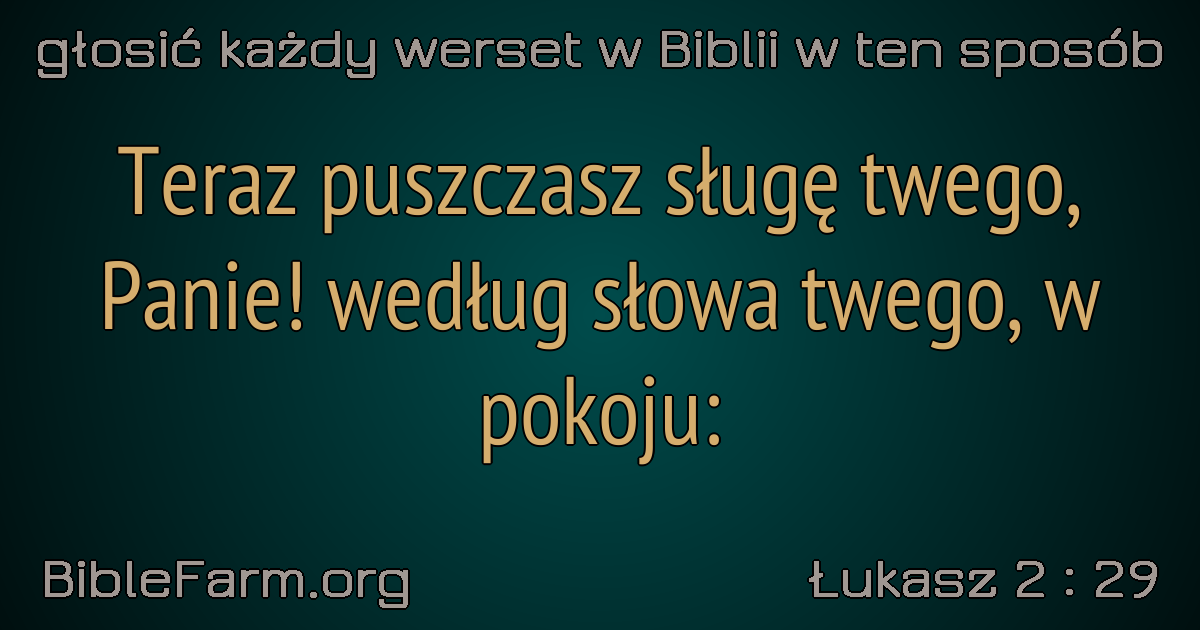 głosić każdy werset w Biblii w ten sposób
Teraz puszczasz sługę twego,
Panie! według słowa twego, w
pokoju:
BibleFarm.org
Łukasz 2 : 29